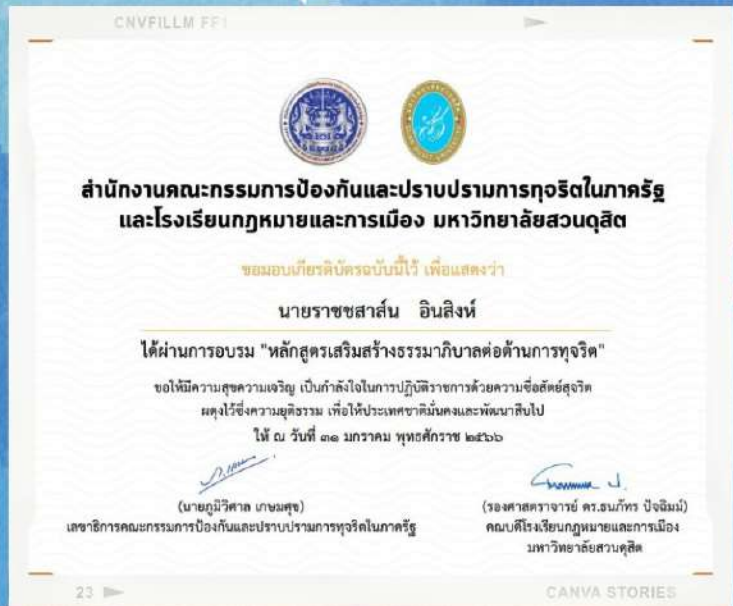 CNVFILLM FF1
สำนักงานคณะกรรมการป้องกันและปราบปรามการทุจริตในภาครัฐ
และโรงเรียนกฎหมายและการเมือง มหาวิทยาลัยสวนดุสิต
ขอมอบเกียรติบัตรฉบับนี้ไว้ เพื่อแสดงว่า
นายราชชสาส์น อินสิงห์
ได้ผ่านการอบรม "หลักสูตรเสริมสร้างธรรมาภิบาลต่อต้านการทุจริต"
ขอให้มีความสุขความเจริญ เป็นกำลังใจในการปฏิบัติราชการด้วยความซื่อสัตย์สุจริต
ผดุงไว้ซึ่งความยุติธรรม เพื่อให้ประเทศชาติมั่นคงและพัฒนาสืบไป
ให้ ณ วันที่ ๓๑ มกราคม พุทธศักราช ๒๕๖๖
(นายภูมิวิศาล เกษมศุข) (รองศาสตราจารย์ ดร.ธนภัทร ปัจฉิมม์)
เลขาธิการคณะกรรมการป้องกันและปราบปรามการทุจริตในภาครัฐ คณบดีโรงเรียนกฎหมายและการเมือง
มหาวิทยาลัยสวนดุสิต
23 CANVA STORIES